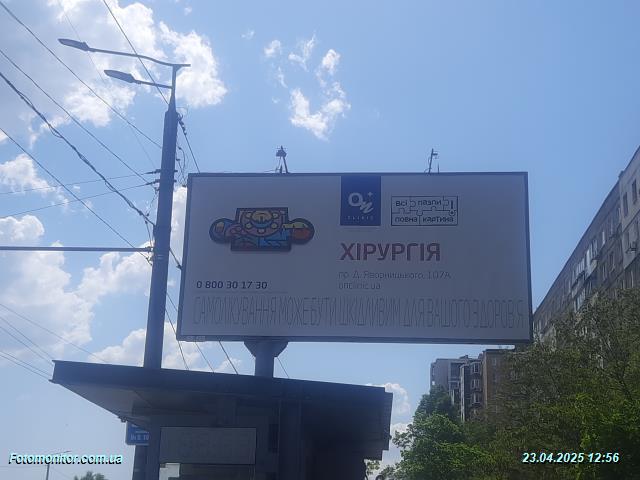 On
CLINIC
Всі пазли
повна картина
ХІРУРГІЯ
пр. Д. Яворницького, 107А
onclinic.ua
0 800 30 17 30
САМОЛІКУВАННЯ МОЖЕ БУТИ ШКІДЛИВИМ ДЛЯ ВАШОГО ЗДОРОВ'Я
Fotomonitor.com.ua
23.04.2025 12:56